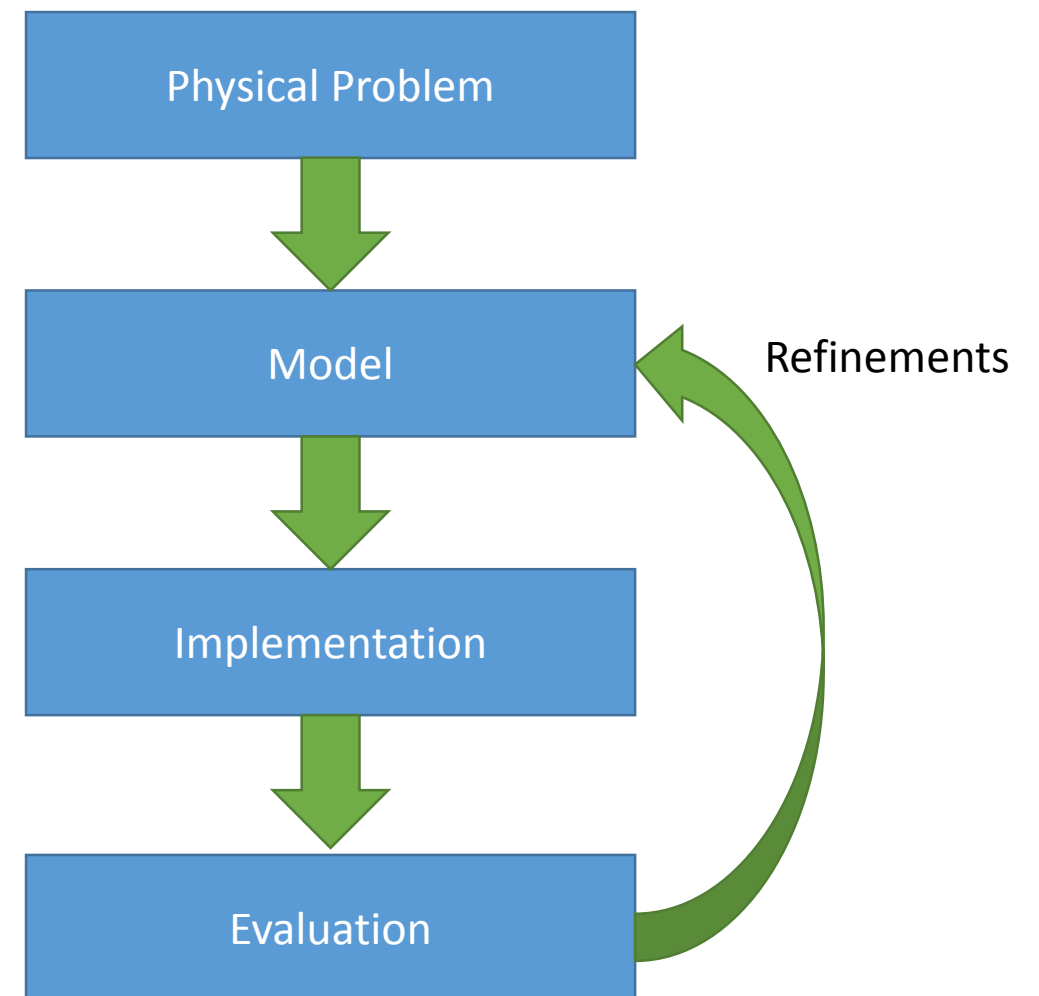 Physical Problem
Model
Refinements
Implementation
Evaluation